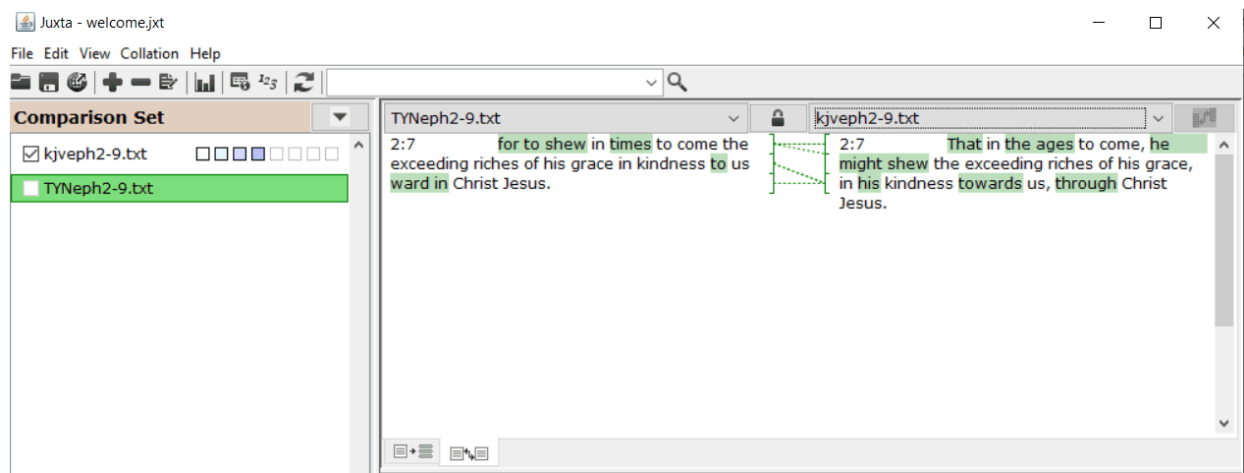 Juxta - welcome.jxt
File Edit View Collation Help
123
Comparison Set
kjveph2-9.txt
TYNeph2-9.txt
TYNeph2-9.txt
2:7 for to shew in times to come the
exceeding riches of his grace in kindness to us
ward in Christ Jesus.
kjveph2-9.txt
2:7 That in the ages to come, he
might shew the exceeding riches of his grace,
in his kindness towards us, through Christ
Jesus.